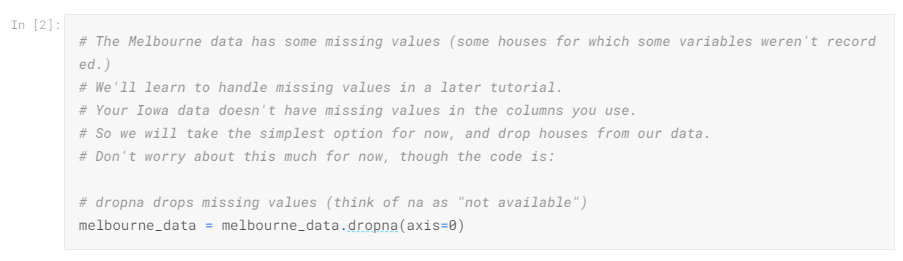 In [2]:
# The Melbourne data has some missing values (some houses for which some variables weren't record
ed.)
# We'll learn to handle missing values in a later tutorial.
# Your Iowa data doesn't have missing values in the columns you use.
# So we will take the simplest option for now, and drop houses from our data.
# Don't worry about this much for now, though the code is:
# dropna drops missing values (think of na as "not available")
melbourne_data = melbourne_data.dropna(axis=0)